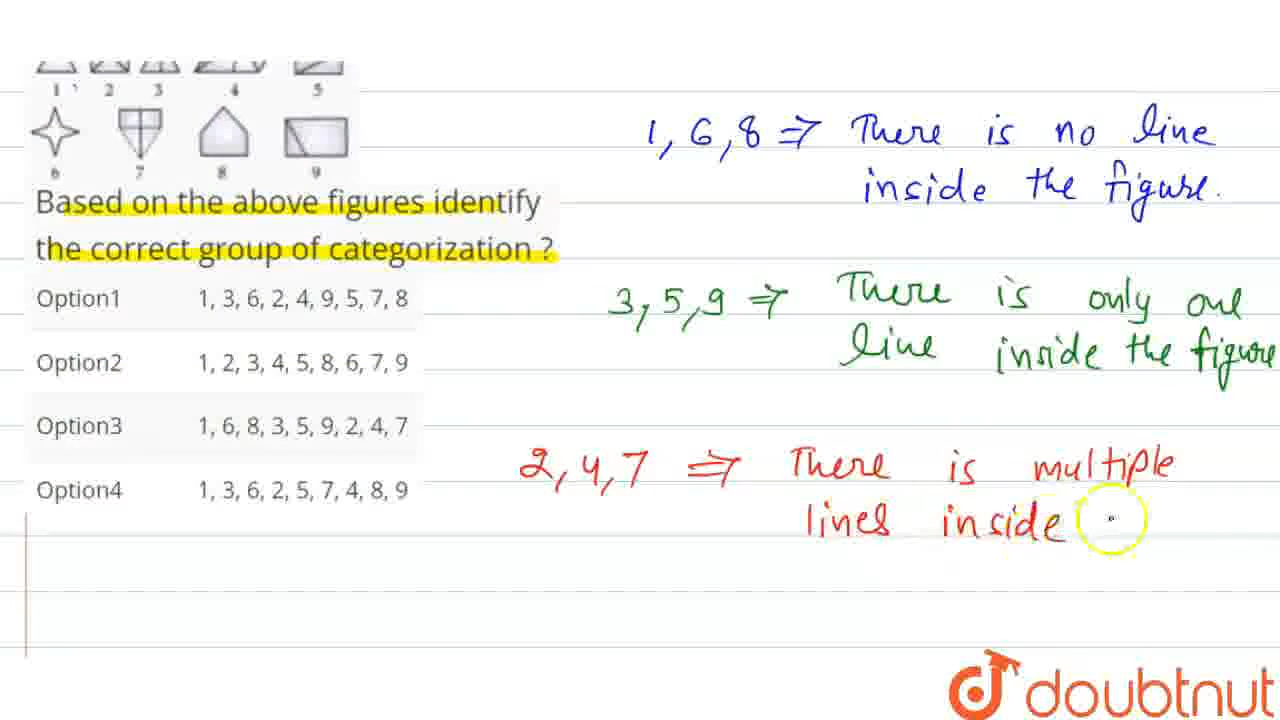 1 2 3 4 5
6 7 8 9
Based on the above figures identify
the correct group of categorization ?
Option1 1, 3, 6, 2, 4, 9, 5, 7, 8
Option2 1, 2, 3, 4, 5, 8, 6, 7, 9
Option3 1, 6, 8, 3, 5, 9, 2, 4, 7
Option4 1, 3, 6, 2, 5, 7, 4, 8, 9
1, 6, 8 ⇒ There is no line
inside the figure.
3, 5, 9 ⇒ There is only one
line inside the figure
2, 4, 7 ⇒ There is multiple
lines inside
doubtnut